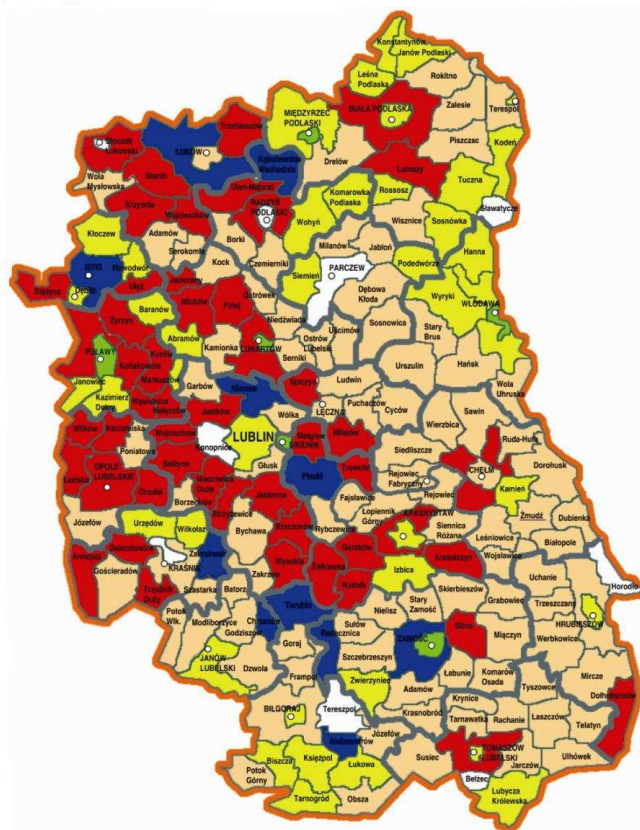 Konstantynów
Janów Podlaski
Leśna
Podlaska
Rokitno
BIAŁA PODLASKA
Zalesie
Terespol
MIĘDZYRZEC
PODLASKI
Trzebieszów
ŁUKÓW
Stoczek
Łukowski
Stanin
Wola
Mysłowska
Kąkolewnica
Wschodnia
Ulan-Majorat
Drelów
Piszczac
Kodeń
Łomazy
Tuczna
Rossosz
Komarówka
Podlaska
RADZYŃ
PODLASKI
Krzywda
Wojcieszków
Wohyń
Wisznice
Sosnówka
Sławatycze
Kłoczew
Adamów
Serokomla
Borki
Czemierniki
Kock
Milanów
Jabłoń
Podedwórze
Hanna
Siemień
PARCZEW
RYKI
Nowodwór
Dęblin
Stężyca
Ułęż
Jeziorany
Michów
Firlej
Ostrówek
Niedźwiada
Dębowa
Kłoda
Wyryki
WŁODAWA
Baranów
Żyrzyn
Abramów
Kamionka
LUBARTÓW
Serniki
Ostrów
Lubelski
Uścimów
Sosnowica
Stary
Brus
Hańsk
Urszulin
Wola
Uhruska
PUŁAWY
Kurów
Końskowola
Markuszów
Janowiec
Kazimierz
Dolny
Wąwolnica
Nałęczów
Garbów
Niemce
Jastków
Spiczyn
Ludwin
Wólka
ŁĘCZNA
Puchaczów
Cyców
Wierzbica
Sawin
Ruda-Huta
Wilków
Karczmiska
Poniatowa
Wojciechów
Konopnica
LUBLIN
ŚWIDNIK
Mełgiew
Milejów
Siedliszcze
CHEŁM
Dorohusk
Łaziska
OPOLE
LUBELSKIE
Bełżyce
Niedrzwica
Duża
Głusk
Piaski
Trawniki
Rejowiec
Fabryczny
Rejowiec
Kamień
Chodel
Borzechów
Strzyżewice
Jabłonna
Fajsławice
Łopiennik
Górny
KRASNYSTAW
Siennica
Różana
Leśniowice
Żmudź
Dubienka
Białopole
Józefów
Urzędów
Wilkołaz
Bychawa
Krzczonów
Rybczewice
Wojsławice
Kraśniczyn
Annopol
Dzierzkowice
Gościeradów
KRAŚNIK
Zakrzówek
Zakrzew
Wysokie
Żółkiewka
Gorzków
Izbica
Horodło
Trzydnik
Duży
Szastarka
Batorz
Rudnik
Skierbieszów
Grabowiec
Uchanie
Trzeszczany
HRUBIESZÓW
Werbkowice
Potok
Wlk.
Modliborzyce
Godziszów
Chrzanów
Turobin
Radecznica
Sułów
Nielisz
Stary
Zamość
Sitno
Miączyn
ZAMOŚĆ
Goraj
Szczebrzeszyn
JANÓW
LUBELSKI
Dzwola
Frampol
Zwierzyniec
Adamów
Łabunie
Komarów
Osada
Tyszowce
Mircze
Dołhobyczów
Krynice
Krasnobród
Tarnawatka
Rachanie
Łaszczów
Telatyn
BIŁGORAJ
Tereszpol
Aleksandrów
Józefów
Susiec
TOMASZÓW
LUBELSKI
Jarczów
Ulhówek
Bełżec
Lubycza
Królewska
Biszcza
Księżpol
Łukowa
Potok
Górny
Tarnogród
Obsza